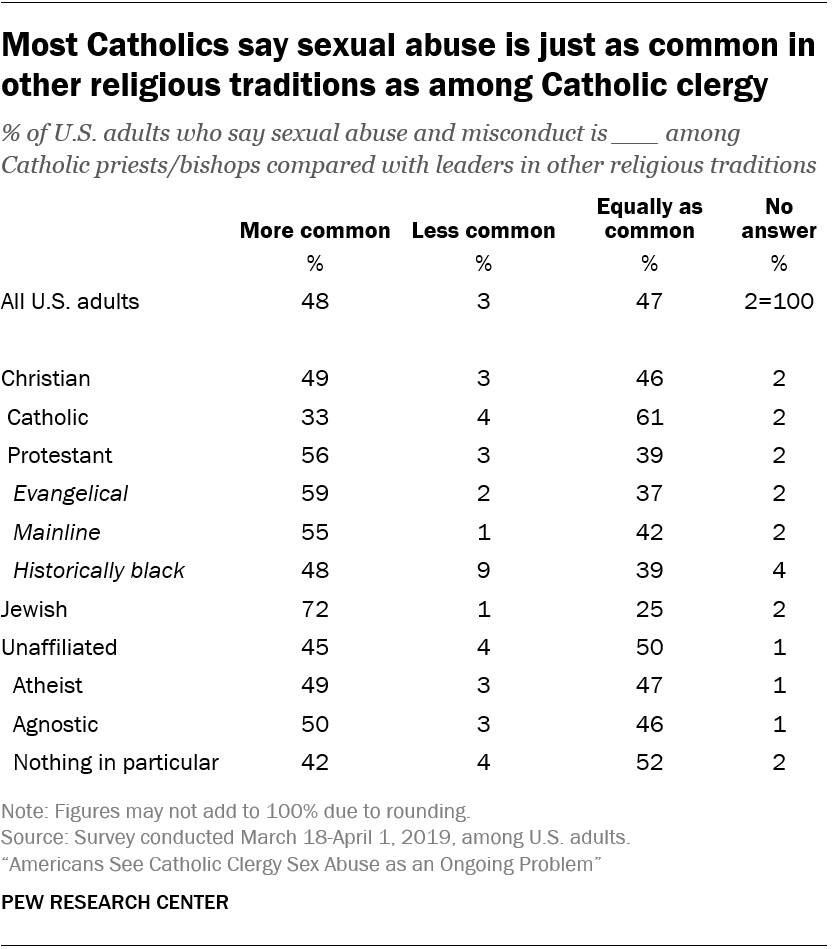 Most Catholics say sexual abuse is just as common in
other religious traditions as among Catholic clergy
% of U.S. adults who say sexual abuse and misconduct is ___ among
Catholic priests/bishops compared with leaders in other religious traditions
More common Less common Equally as common No answer
% % % %
All U.S. adults 48 3 47 2=100
Christian 49 3 46 2
Catholic 33 4 61 2
Protestant 56 3 39 2
Evangelical 59 2 37 2
Mainline 55 1 42 2
Historically black 48 9 39 4
Jewish 72 1 25 2
Unaffiliated 45 4 50 1
Atheist 49 3 47 1
Agnostic 50 3 46 1
Nothing in particular 42 4 52 2
Note: Figures may not add to 100% due to rounding.
Source: Survey conducted March 18-April 1, 2019, among U.S. adults.
“Americans See Catholic Clergy Sex Abuse as an Ongoing Problem”
PEW RESEARCH CENTER